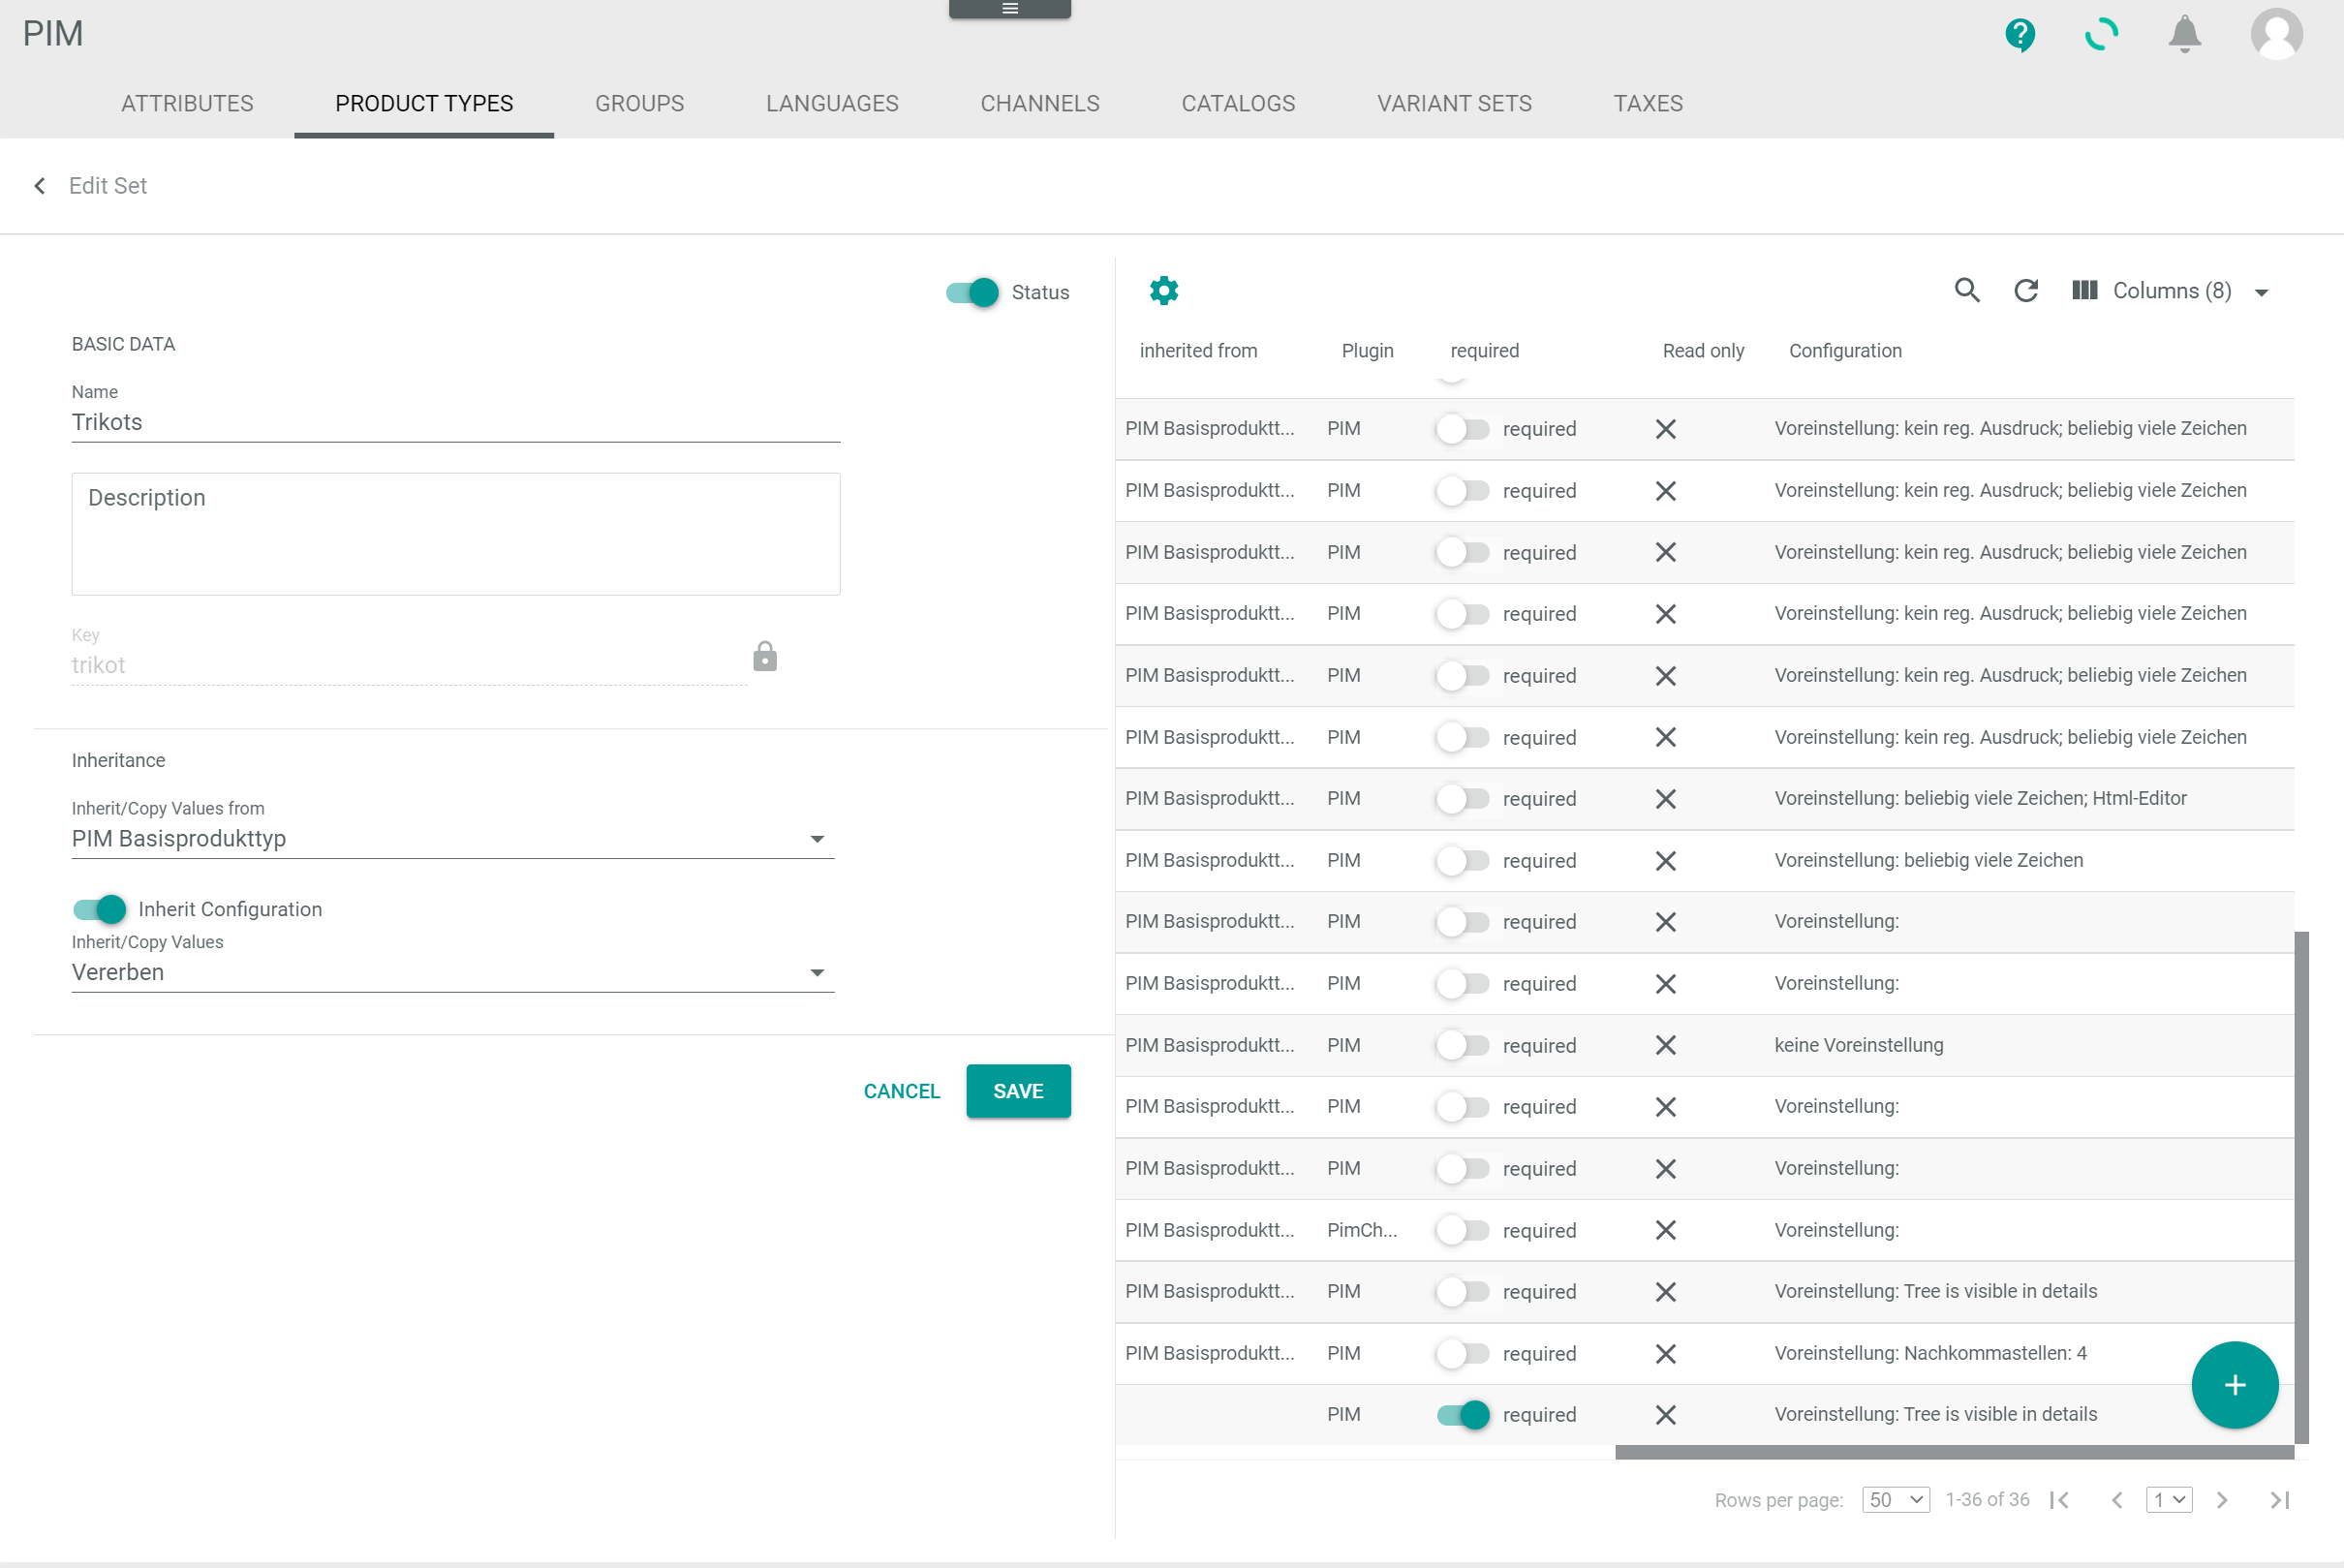 PIM
ATTRIBUTES PRODUCT TYPES GROUPS LANGUAGES CHANNELS CATALOGS VARIANT SETS TAXES
Edit Set
Status
BASIC DATA
Name
Trikots
Description
Key
trikot
Inheritance
Inherit/Copy Values from
PIM Basisprodukttyp
Inherit Configuration
Inherit/Copy Values
Vererben
CANCEL SAVE
Columns (8)
inherited from Plugin required Read only Configuration
PIM Basisproduktt... PIM required Voreinstellung: kein reg. Ausdruck; beliebig viele Zeichen
PIM Basisproduktt... PIM required Voreinstellung: kein reg. Ausdruck; beliebig viele Zeichen
PIM Basisproduktt... PIM required Voreinstellung: kein reg. Ausdruck; beliebig viele Zeichen
PIM Basisproduktt... PIM required Voreinstellung: kein reg. Ausdruck; beliebig viele Zeichen
PIM Basisproduktt... PIM required Voreinstellung: kein reg. Ausdruck; beliebig viele Zeichen
PIM Basisproduktt... PIM required Voreinstellung: kein reg. Ausdruck; beliebig viele Zeichen
PIM Basisproduktt... PIM required Voreinstellung: beliebig viele Zeichen; Html-Editor
PIM Basisproduktt... PIM required Voreinstellung: beliebig viele Zeichen
PIM Basisproduktt... PIM required Voreinstellung:
PIM Basisproduktt... PIM required Voreinstellung:
PIM Basisproduktt... PIM required keine Voreinstellung
PIM Basisproduktt... PIM required Voreinstellung:
PIM Basisproduktt... PIM required Voreinstellung:
PIM Basisproduktt... PimCh... required Voreinstellung:
PIM Basisproduktt... PIM required Voreinstellung: Tree is visible in details
PIM Basisproduktt... PIM required Voreinstellung: Nachkommastellen: 4
PIM required Voreinstellung: Tree is visible in details
Rows per page: 50 1-36 of 36 1